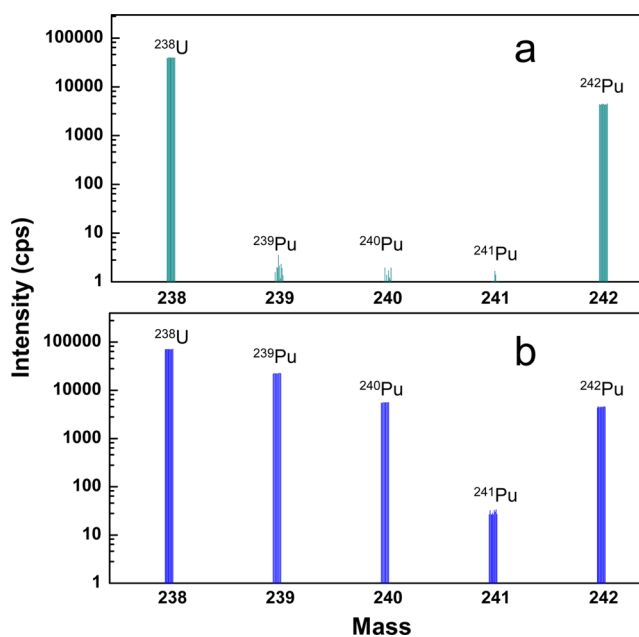 a
²³⁸U
²⁴²Pu
²³⁹Pu
²⁴⁰Pu
²⁴¹Pu
100000
10000
1000
100
10
1
238 239 240 241 242
b
²³⁸U
²³⁹Pu
²⁴⁰Pu
²⁴²Pu
²⁴¹Pu
100000
10000
1000
100
10
1
238 239 240 241 242
Intensity (cps)
Mass